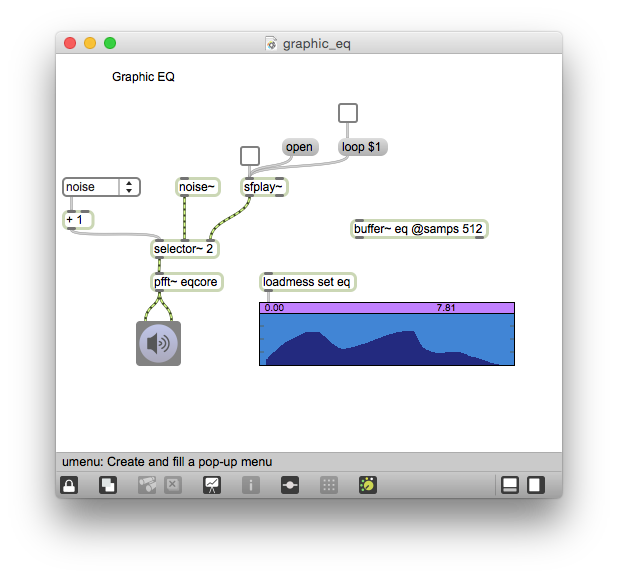 graphic_eq
Graphic EQ
open
loop $1
noise
noise~
sfplay~
+ 1
buffer~ eq @samps 512
selector~ 2
pfft~ eqcore
loadmess set eq
0.00
7.81
umenu: Create and fill a pop-up menu